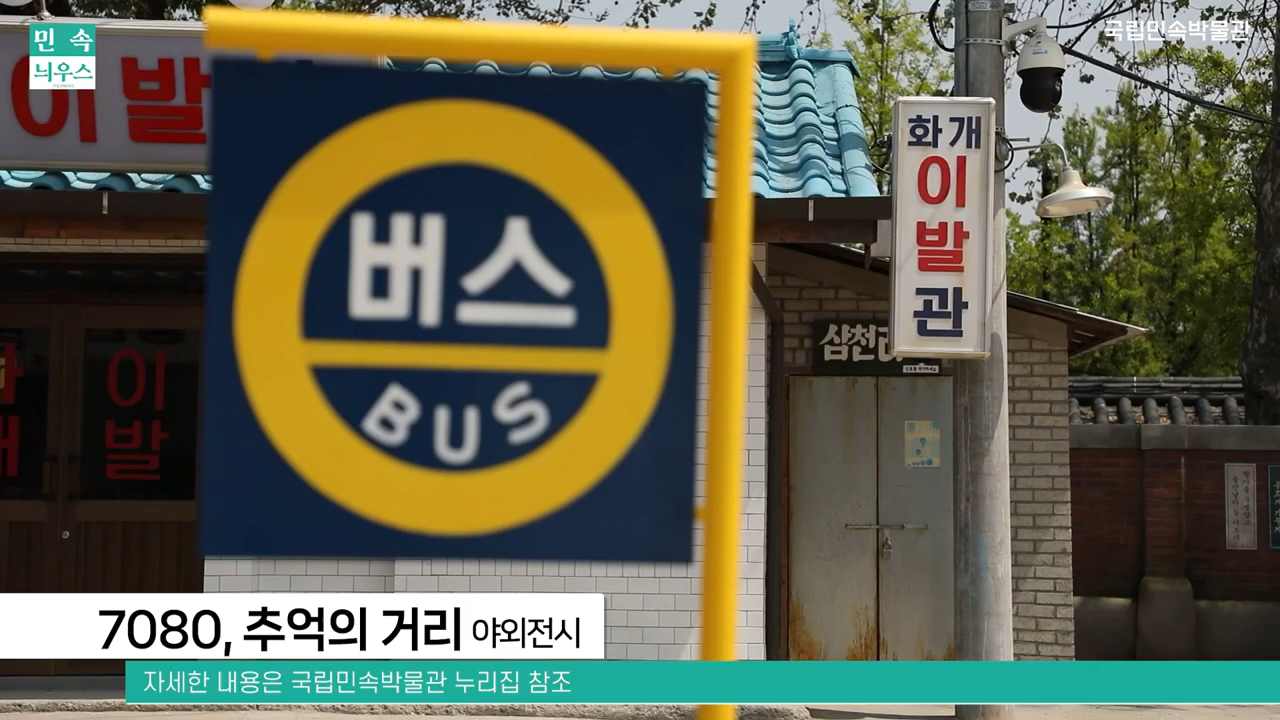 민속
늬우스
국립민속박물관
이발
버스
BUS
화개
이
발
관
삼천리
이
발
7080, 추억의 거리 야외전시
자세한 내용은 국립민속박물관 누리집 참조